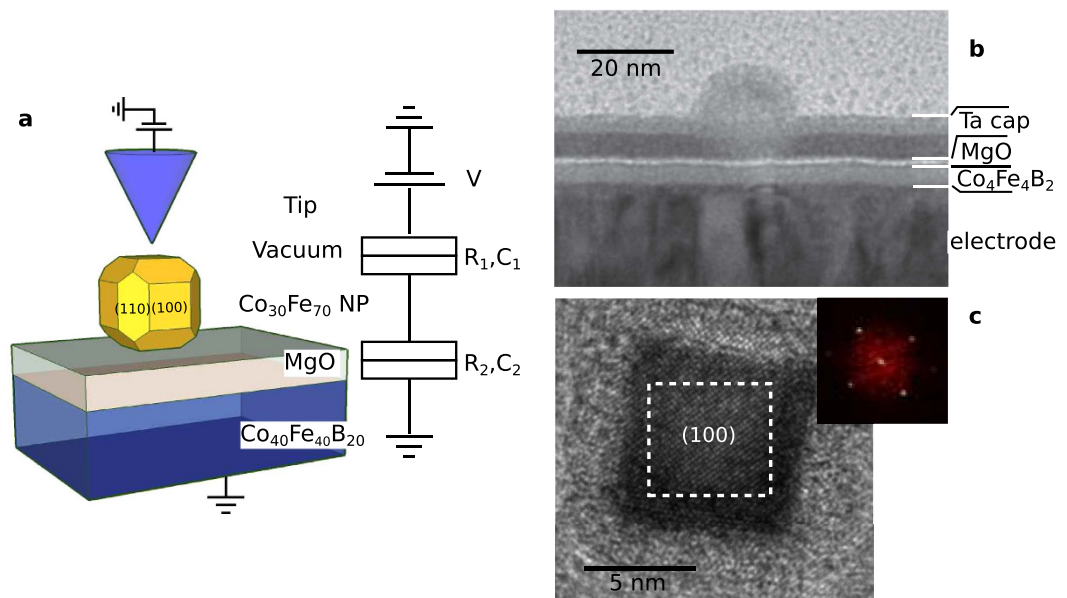 a
(110)(100)
MgO
Co₄₀Fe₄₀B₂₀
Tip
Vacuum
Co₃₀Fe₇₀ NP
V
R₁,C₁
R₂,C₂
b
20 nm
Ta cap
MgO
Co₄Fe₄B₂
electrode
c
(100)
5 nm